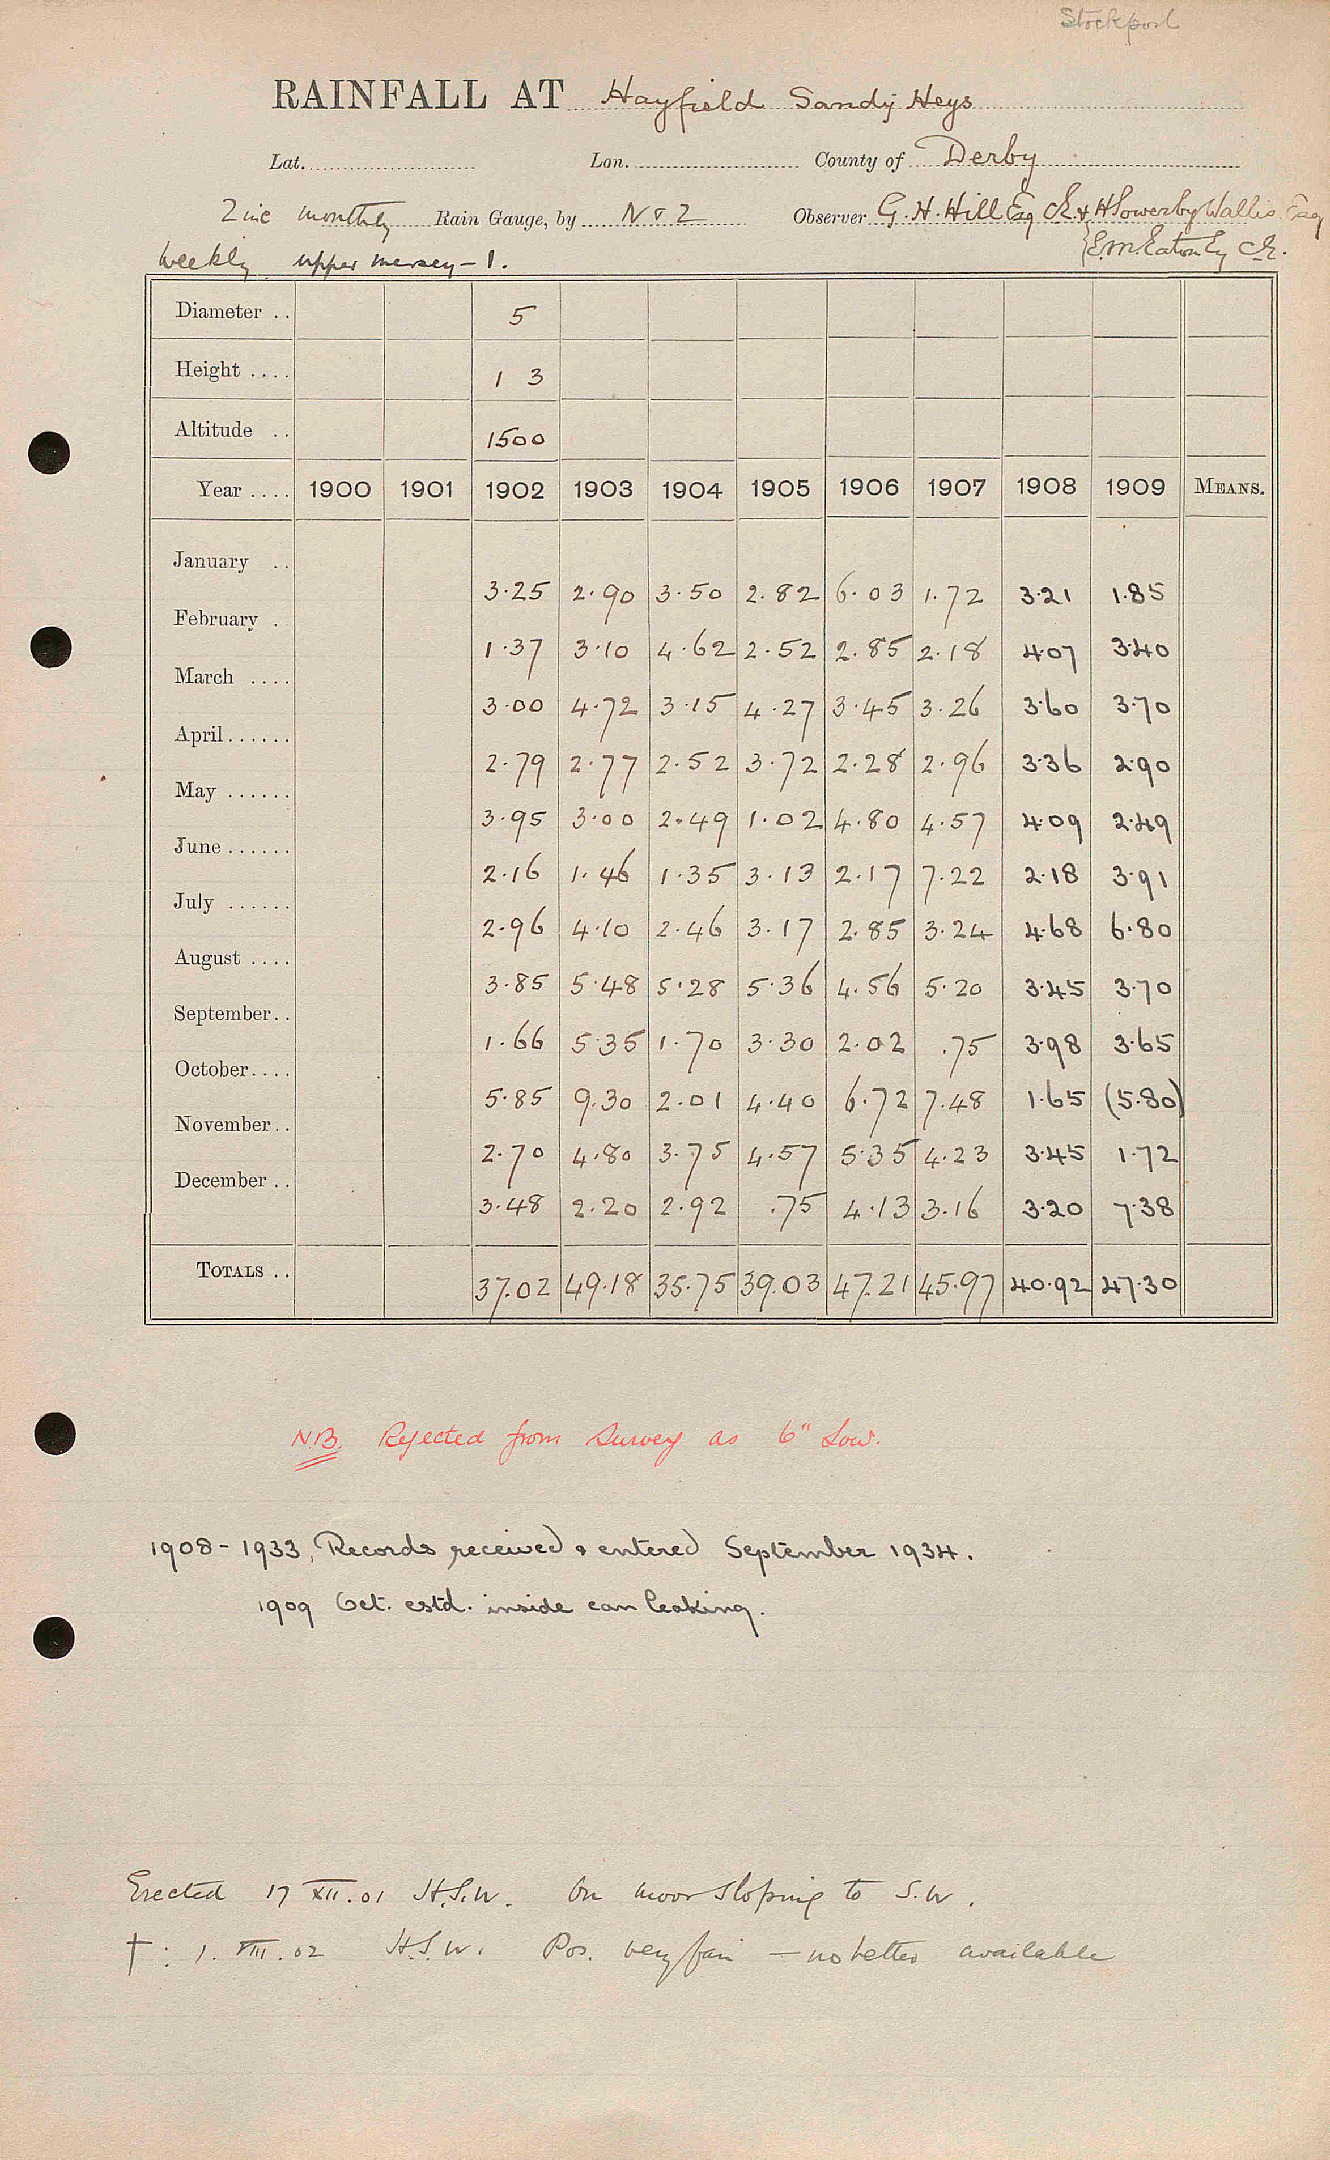 Stockport
RAINFALL AT Hayfield Sandy Heys
Lat. Lon. County of Derby
Zinc monthly Rain Gauge, by N & Z Observer G. H. Hill Esq CE. & H Sowerby Wallis Esq
weekly upper mersey - 1. E.M. Eaton Esq CE.
Diameter .. 5
Height .... 1 3
Altitude .. 1500
Year .... 1900 1901 1902 1903 1904 1905 1906 1907 1908 1909 MEANS.
January .. 3.25 2.90 3.50 2.82 6.03 1.72 3.21 1.85
February . 1.37 3.10 4.62 2.52 2.85 2.18 4.07 3.40
March .... 3.00 4.72 3.15 4.27 3.45 3.26 3.60 3.70
April...... 2.79 2.77 2.52 3.72 2.28 2.96 3.36 2.90
May ...... 3.95 3.00 2.49 1.02 4.80 4.57 4.09 2.49
June ...... 2.16 1.46 1.35 3.13 2.17 7.22 2.18 3.91
July ...... 2.96 4.10 2.46 3.17 2.85 3.24 4.68 6.80
August .... 3.85 5.48 5.28 5.36 4.56 5.20 3.45 3.70
September.. 1.66 5.35 1.70 3.30 2.02 .75 3.98 3.65
October.... 5.85 9.30 2.01 4.40 6.72 7.48 1.65 (5.80)
November.. 2.70 4.80 3.75 4.57 5.35 4.23 3.45 1.72
December .. 3.48 2.20 2.92 .75 4.13 3.16 3.20 7.38
TOTALS .. 37.02 49.18 35.75 39.03 47.21 45.97 40.92 47.30
N.B. Rejected from Survey as 6" Low.
1908 - 1933, Records received & entered September 1934.
1909 Oct. estd. inside can leaking.
Erected 17 XII.01 H.S.W. On moor sloping to S.W.
† : 1. VIII.02 H.S.W. Pos. very fair — no better available